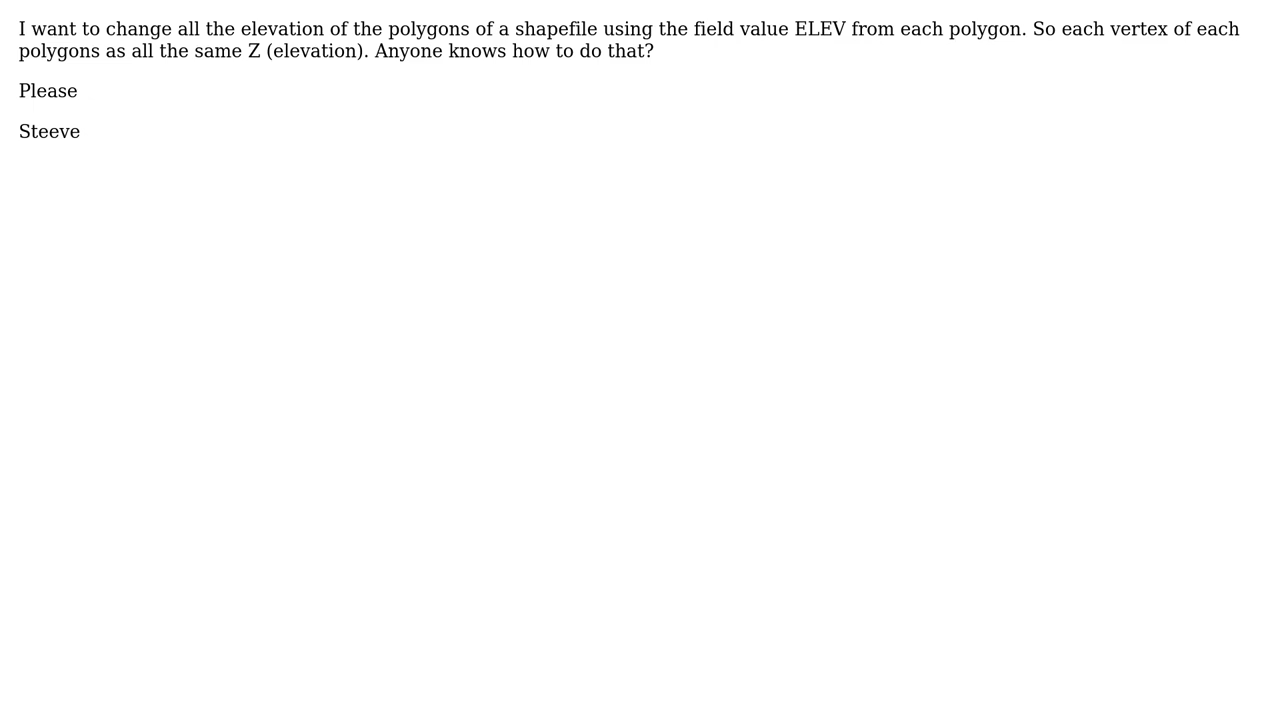 I want to change all the elevation of the polygons of a shapefile using the field value ELEV from each polygon. So each vertex of each
polygons as all the same Z (elevation). Anyone knows how to do that?
Please
Steeve